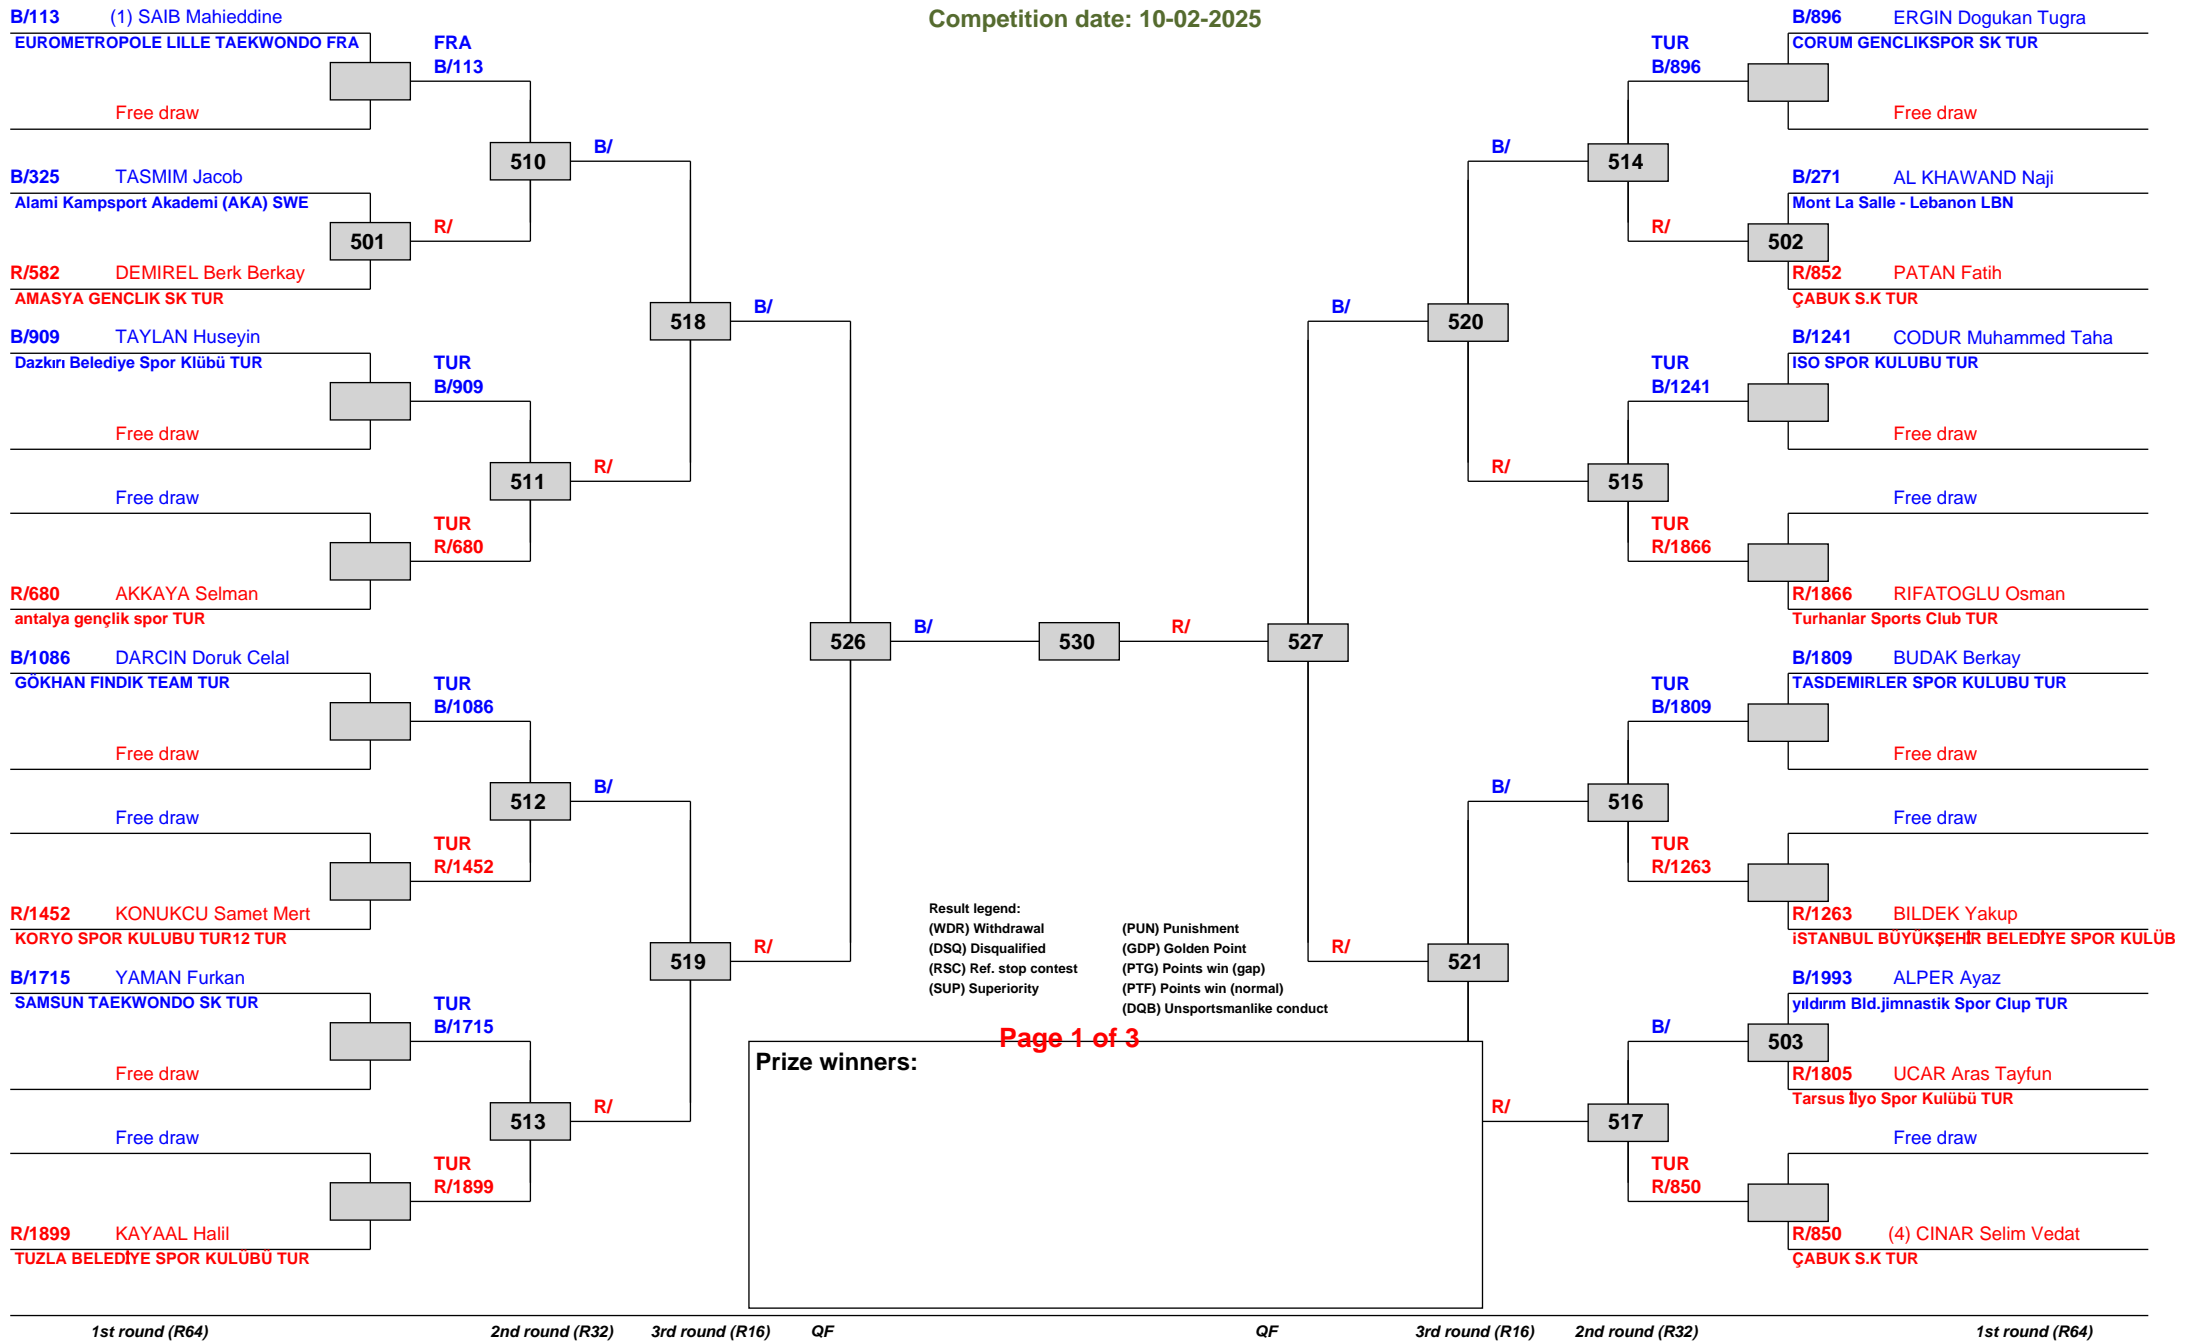 Competition date: 10-02-2025
B/113 (1) SAIB Mahieddine
EUROMETROPOLE LILLE TAEKWONDO FRA
FRA
B/113
Free draw
510
B/
B/325 TASMIM Jacob
Alami Kampsport Akademi (AKA) SWE
501
R/
R/582 DEMIREL Berk Berkay
AMASYA GENCLIK SK TUR
518
B/
B/909 TAYLAN Huseyin
Dazkırı Belediye Spor Klübü TUR
TUR
B/909
Free draw
511
R/
Free draw
TUR
R/680
R/680 AKKAYA Selman
antalya gençlik spor TUR
526
B/
530
R/
527
B/1086 DARCIN Doruk Celal
GÖKHAN FINDIK TEAM TUR
TUR
B/1086
Free draw
512
B/
Free draw
TUR
R/1452
R/1452 KONUKCU Samet Mert
KORYO SPOR KULUBU TUR12 TUR
519
R/
B/1715 YAMAN Furkan
SAMSUN TAEKWONDO SK TUR
TUR
B/1715
Free draw
513
R/
Free draw
TUR
R/1899
R/1899 KAYAAL Halil
TUZLA BELEDİYE SPOR KULÜBÜ TUR
B/896 ERGIN Dogukan Tugra
CORUM GENCLIKSPOR SK TUR
TUR
B/896
Free draw
B/
514
B/271 AL KHAWAND Naji
Mont La Salle - Lebanon LBN
R/
502
R/852 PATAN Fatih
ÇABUK S.K TUR
B/
520
B/1241 CODUR Muhammed Taha
ISO SPOR KULUBU TUR
TUR
B/1241
Free draw
R/
515
Free draw
TUR
R/1866
R/1866 RIFATOGLU Osman
Turhanlar Sports Club TUR
B/1809 BUDAK Berkay
TASDEMIRLER SPOR KULUBU TUR
TUR
B/1809
Free draw
B/
516
Free draw
TUR
R/1263
R/1263 BILDEK Yakup
iSTANBUL BÜYÜKŞEHİR BELEDİYE SPOR KULÜB
R/
521
B/1993 ALPER Ayaz
yıldırım Bld.jimnastik Spor Clup TUR
B/
503
R/1805 UCAR Aras Tayfun
Tarsus İlyo Spor Kulübü TUR
R/
517
Free draw
TUR
R/850
R/850 (4) CINAR Selim Vedat
ÇABUK S.K TUR
Result legend:
(WDR) Withdrawal (PUN) Punishment
(DSQ) Disqualified (GDP) Golden Point
(RSC) Ref. stop contest (PTG) Points win (gap)
(SUP) Superiority (PTF) Points win (normal)
(DQB) Unsportsmanlike conduct
Page 1 of 3
Prize winners:
1st round (R64) 2nd round (R32) 3rd round (R16) QF QF 3rd round (R16) 2nd round (R32) 1st round (R64)